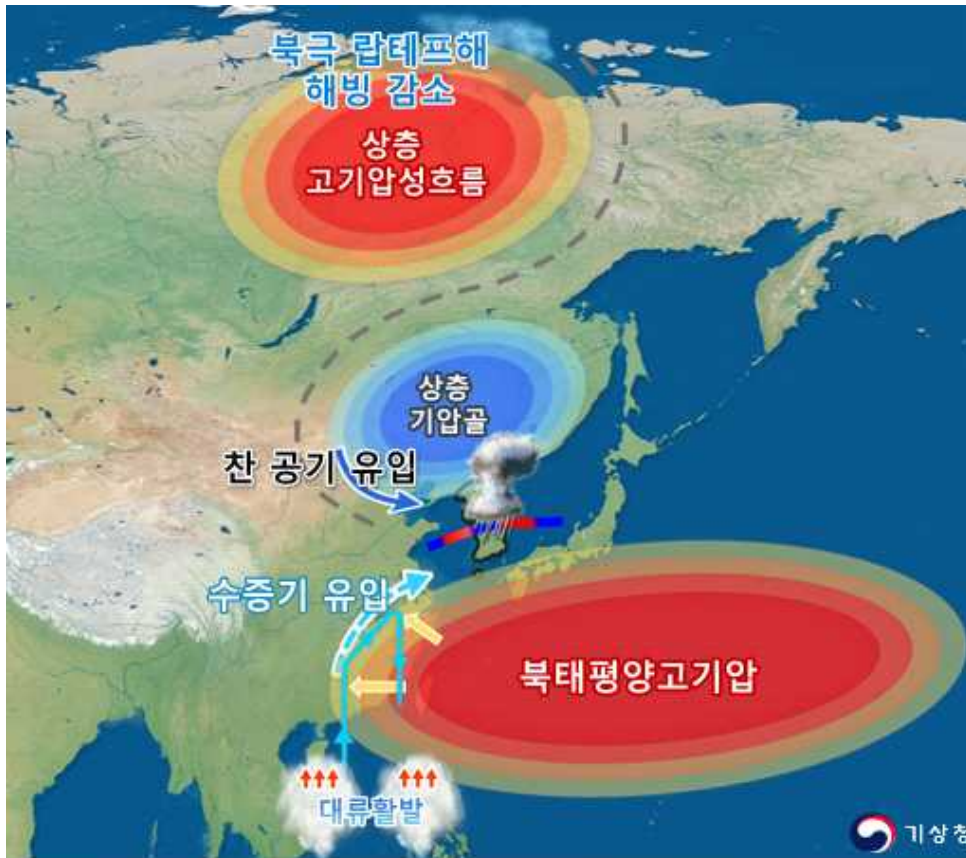 북극 랍테프해
해빙 감소
상층
고기압성흐름
상층
기압골
찬 공기 유입
수증기 유입
북태평양고기압
대류활발
기상청